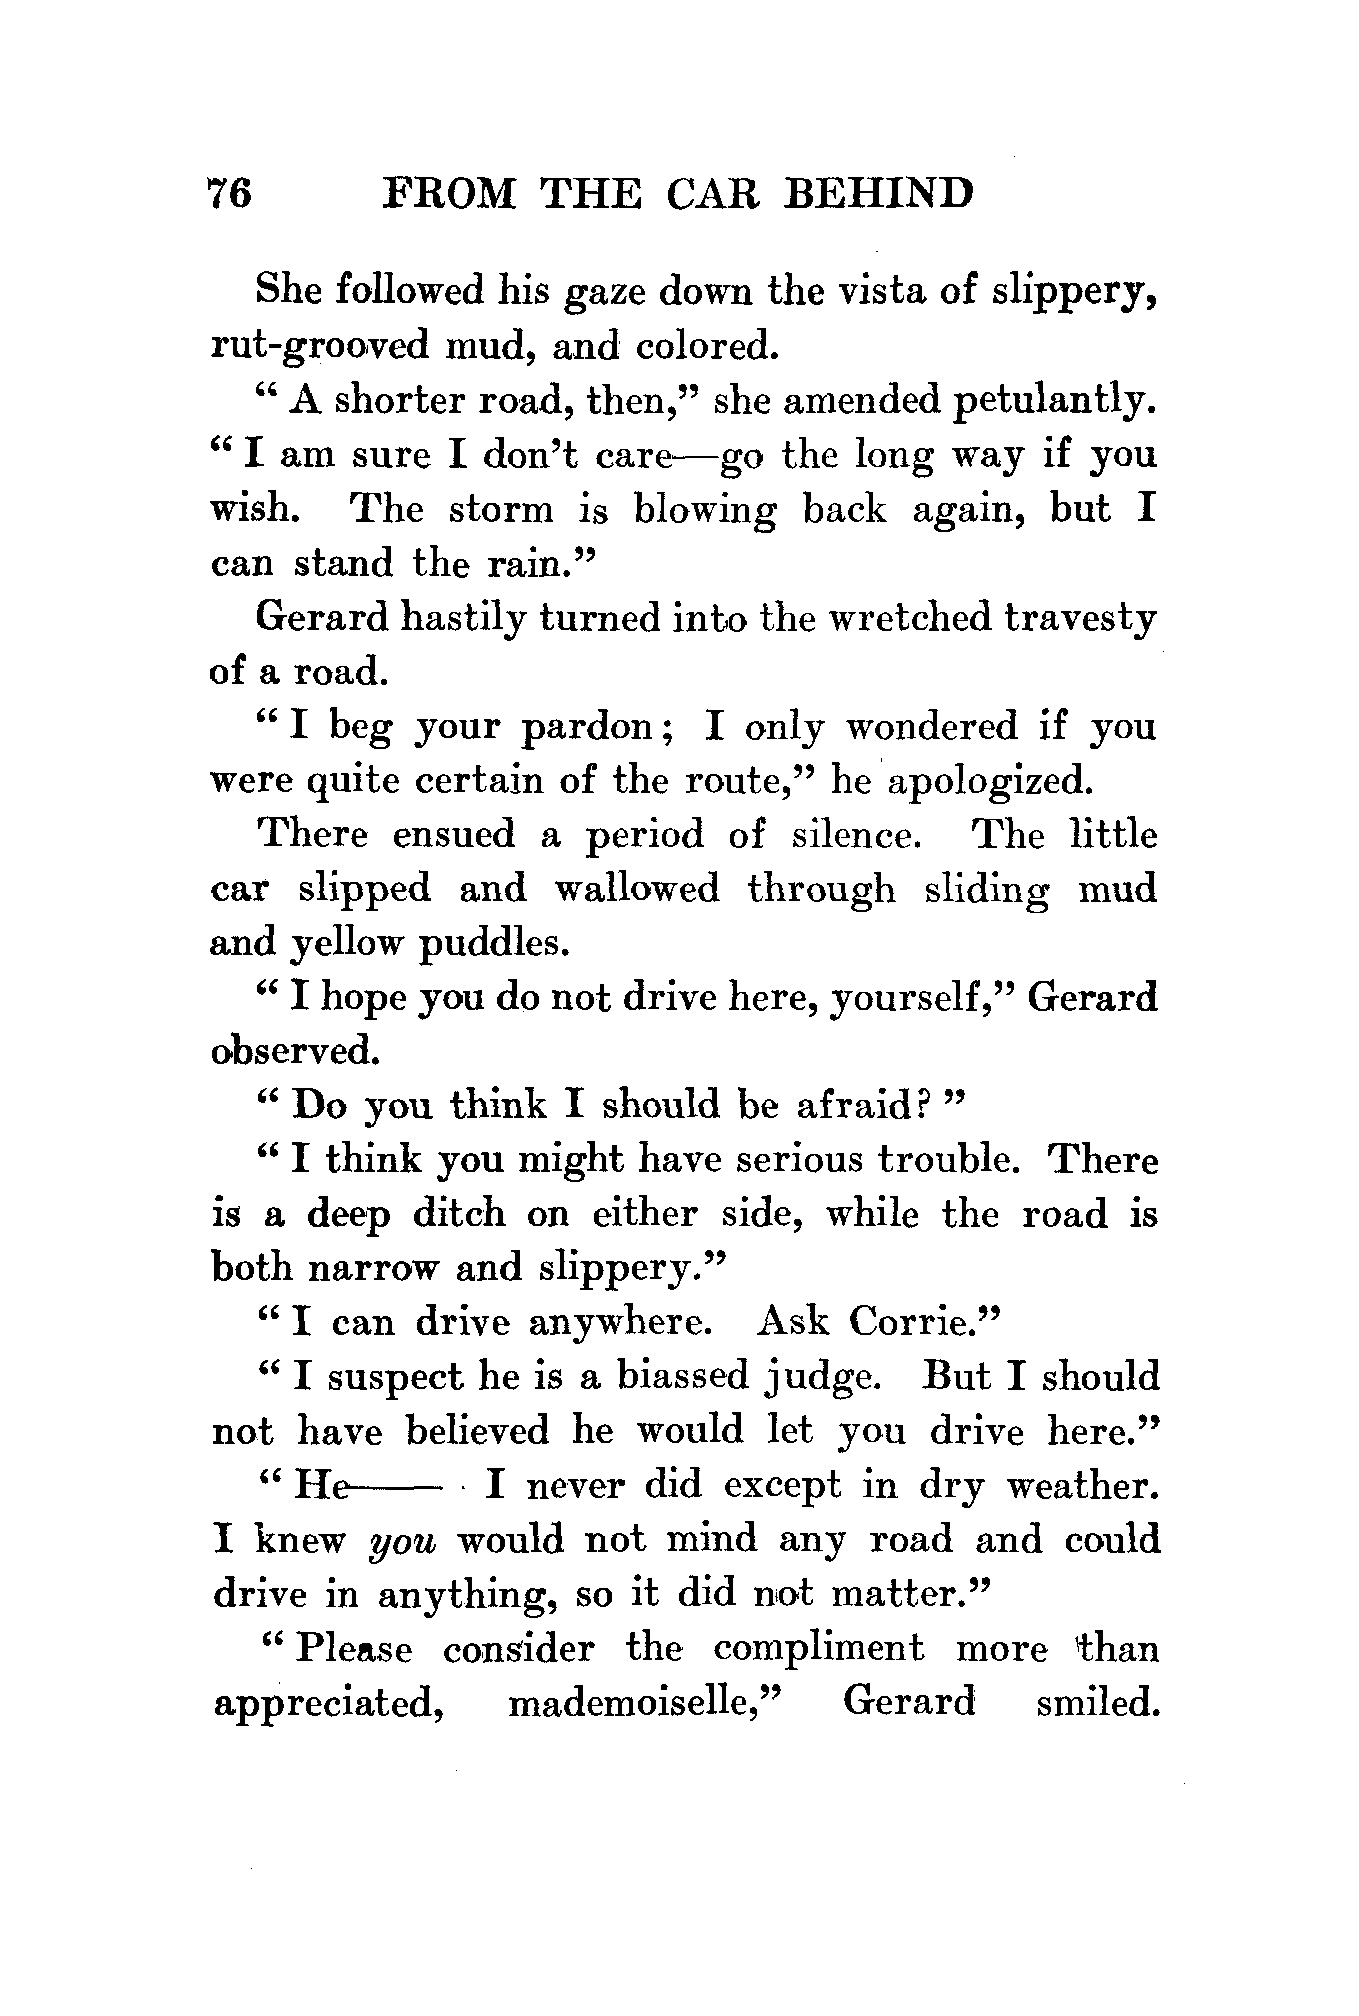 76 FROM THE CAR BEHIND
She followed his gaze down the vista of slippery,
rut-grooved mud, and colored.
“ A shorter road, then,” she amended petulantly.
“ I am sure I don’t care—go the long way if you
wish. The storm is blowing back again, but I
can stand the rain.”
Gerard hastily turned into the wretched travesty
of a road.
“ I beg your pardon; I only wondered if you
were quite certain of the route,” he apologized.
There ensued a period of silence. The little
car slipped and wallowed through sliding mud
and yellow puddles.
“ I hope you do not drive here, yourself,” Gerard
observed.
“ Do you think I should be afraid? ”
“ I think you might have serious trouble. There
is a deep ditch on either side, while the road is
both narrow and slippery.”
“ I can drive anywhere. Ask Corrie.”
“ I suspect he is a biassed judge. But I should
not have believed he would let you drive here.”
“ He—— I never did except in dry weather.
I knew you would not mind any road and could
drive in anything, so it did not matter.”
“ Please consider the compliment more than
appreciated, mademoiselle,” Gerard smiled.